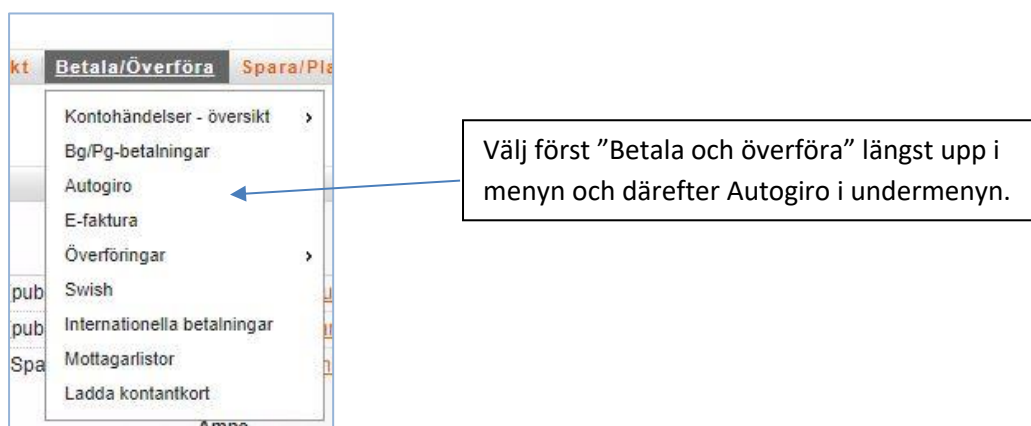 kt Betala/Överföra Spara/Pla
Kontohändelser - översikt
Bg/Pg-betalningar
Autogiro
E-faktura
Överföringar
pub Swish
pub Internationella betalningar
Spa Mottagarlistor
Ladda kontantkort
Välj först ”Betala och överföra” längst upp i
menyn och därefter Autogiro i undermenyn.